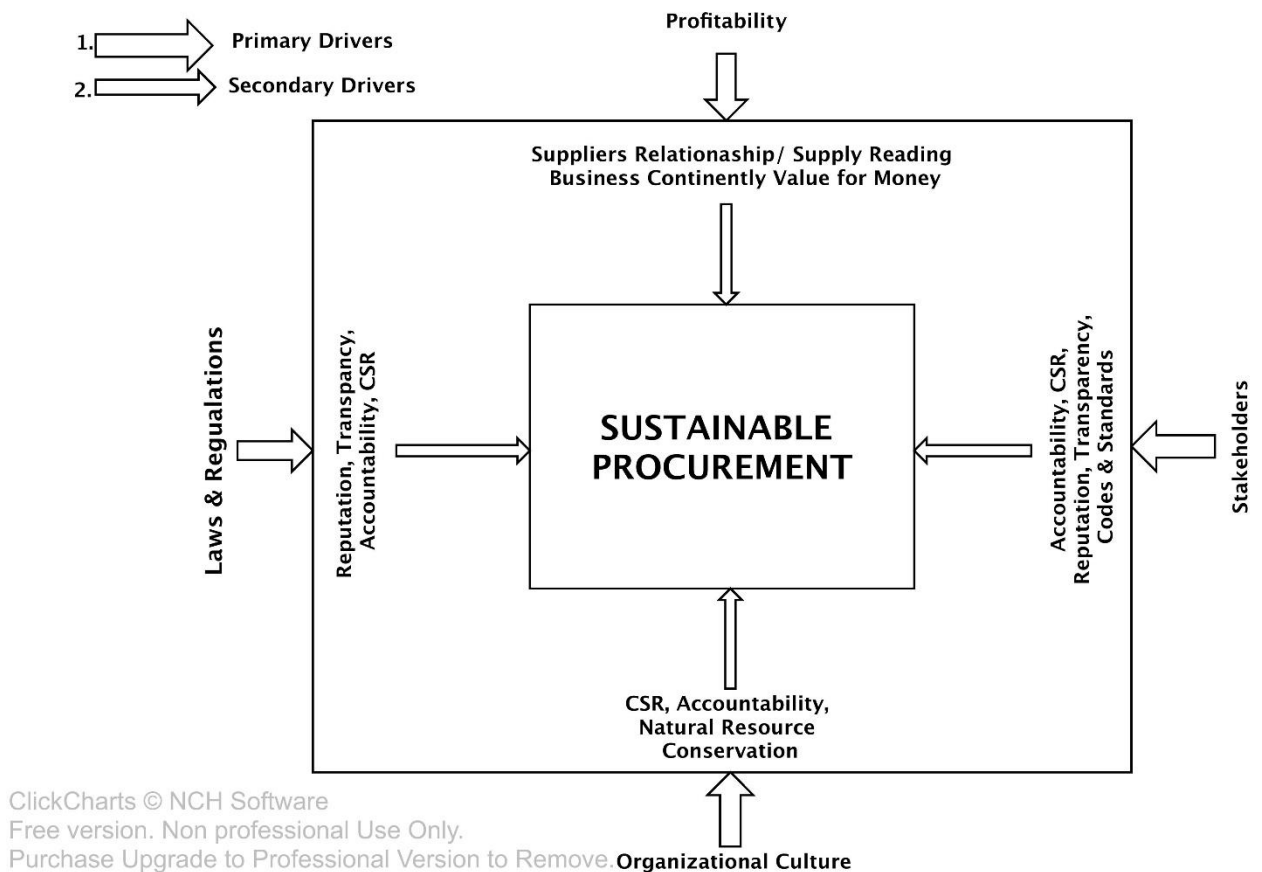 1. Primary Drivers
2. Secondary Drivers
Profitability
Suppliers Relationaship/ Supply Reading
Business Continently Value for Money
Laws & Regualations
Reputation, Transpancy,
Accountability, CSR
SUSTAINABLE
PROCUREMENT
Accountability, CSR,
Reputation, Transparency,
Codes & Standards
Stakeholders
CSR, Accountability,
Natural Resource
Conservation
Organizational Culture
ClickCharts © NCH Software
Free version. Non professional Use Only.
Purchase Upgrade to Professional Version to Remove.